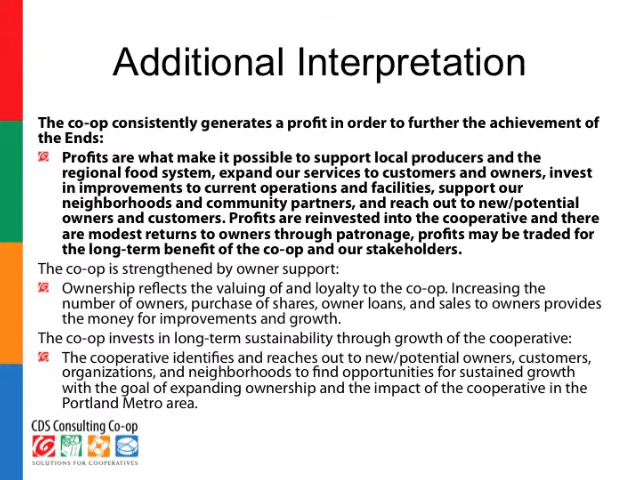 Additional Interpretation
The co-op consistently generates a profit in order to further the achievement of
the Ends:
Profits are what make it possible to support local producers and the
regional food system, expand our services to customers and owners, invest
in improvements to current operations and facilities, support our
neighborhoods and community partners, and reach out to new/potential
owners and customers. Profits are reinvested into the cooperative and there
are modest returns to owners through patronage, profits may be traded for
the long-term benefit of the co-op and our stakeholders.
The co-op is strengthened by owner support:
Ownership reflects the valuing of and loyalty to the co-op. Increasing the
number of owners, purchase of shares, owner loans, and sales to owners provides
the money for improvements and growth.
The co-op invests in long-term sustainability through growth of the cooperative:
The cooperative identifies and reaches out to new/potential owners, customers,
organizations, and neighborhoods to find opportunities for sustained growth
with the goal of expanding ownership and the impact of the cooperative in the
Portland Metro area.
CDS Consulting Co-op
SOLUTIONS FOR COOPERATIVES